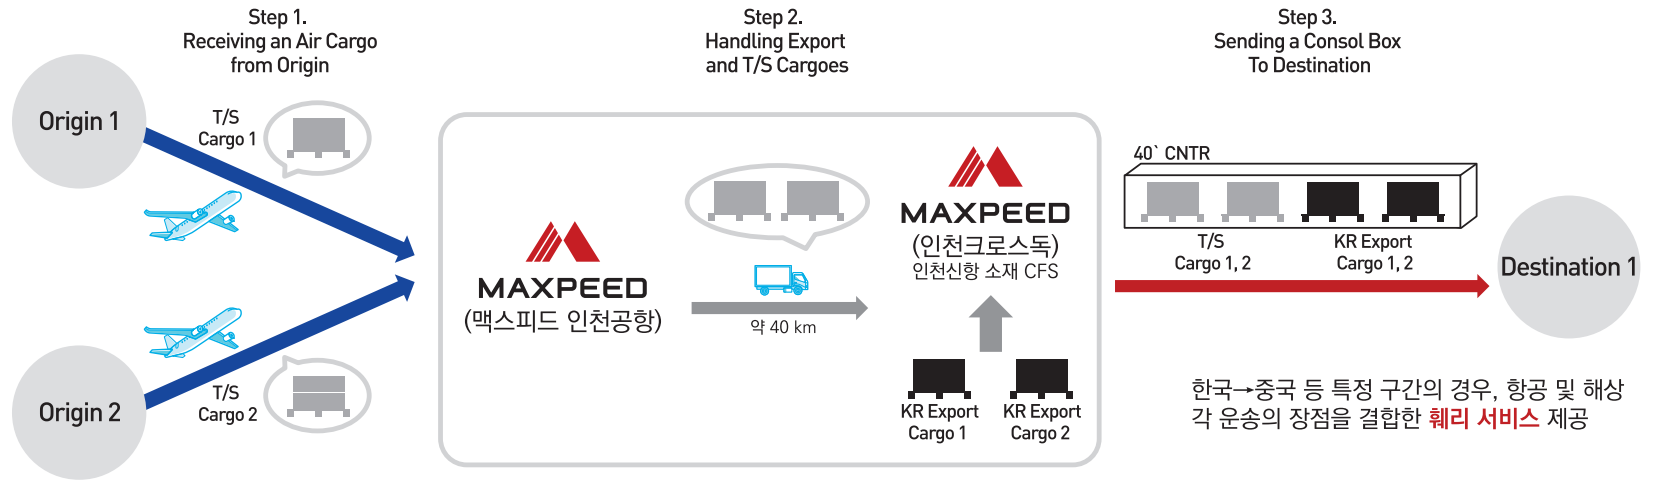 Step 1.
Receiving an Air Cargo
from Origin
Origin 1
T/S
Cargo 1
Origin 2
T/S
Cargo 2
Step 2.
Handling Export
and T/S Cargoes
MAXPEED
(맥스피드 인천공항)
약 40 km
MAXPEED
(인천크로스독)
인천신항 소재 CFS
KR Export
Cargo 1
KR Export
Cargo 2
Step 3.
Sending a Consol Box
To Destination
40` CNTR
T/S
Cargo 1, 2
KR Export
Cargo 1, 2
Destination 1
한국→중국 등 특정 구간의 경우, 항공 및 해상
각 운송의 장점을 결합한 훼리 서비스 제공